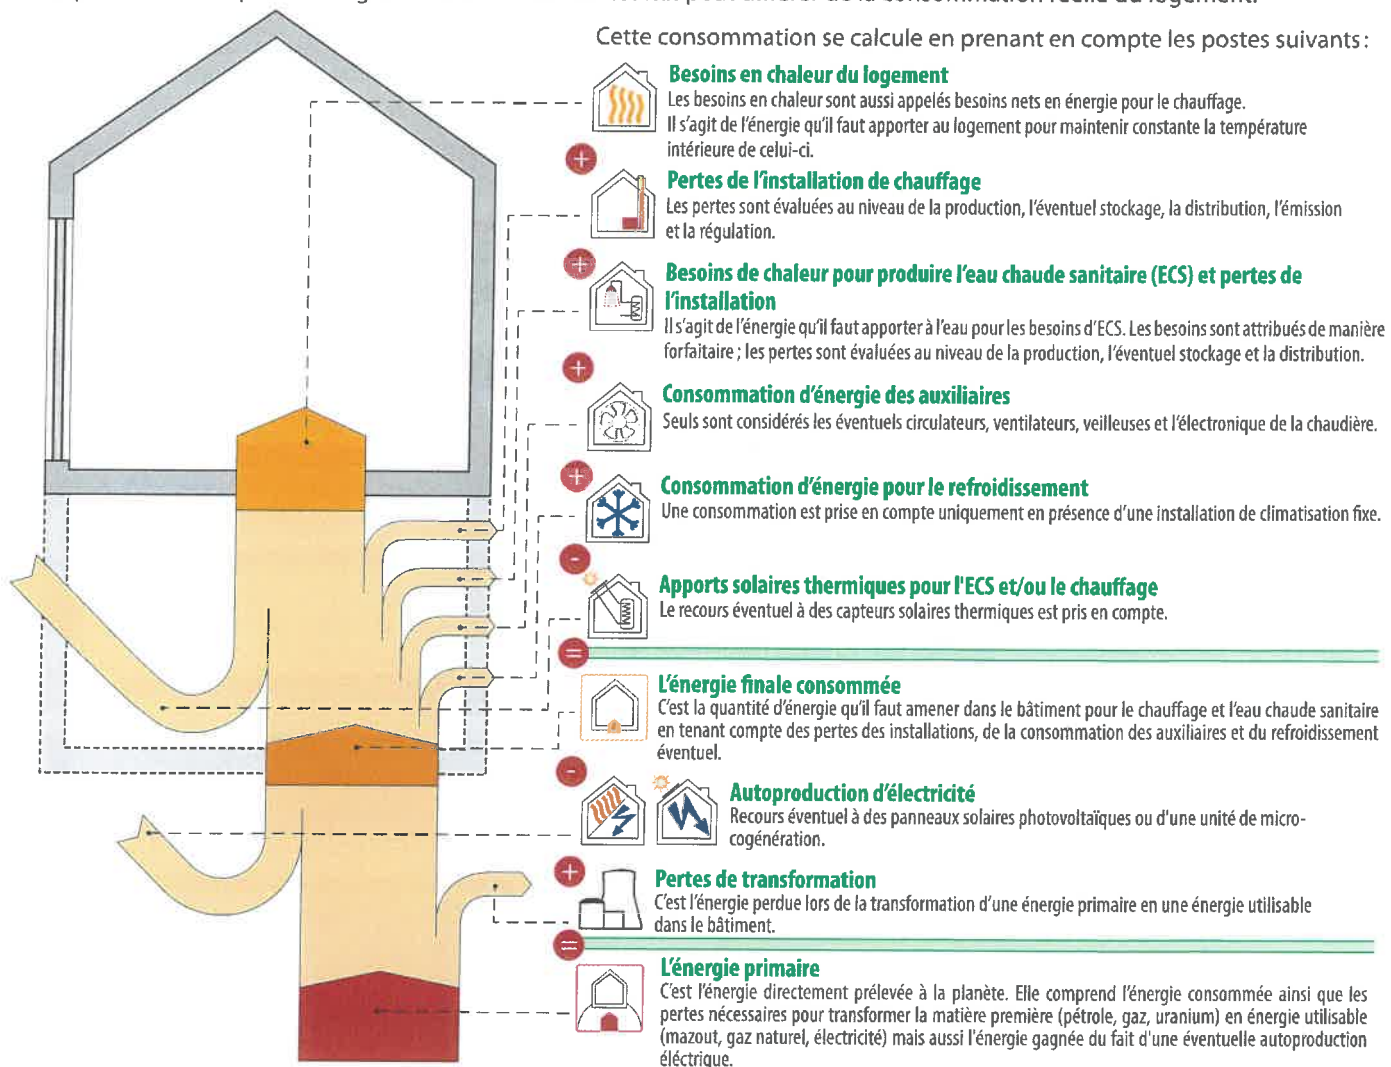 de la consommation réelle du logement.
Cette consommation se calcule en prenant en compte les postes suivants :
Besoins en chaleur du logement
Les besoins en chaleur sont aussi appelés besoins nets en énergie pour le chauffage.
Il s'agit de l'énergie qu'il faut apporter au logement pour maintenir constante la température
intérieure de celui-ci.
+
Pertes de l'installation de chauffage
Les pertes sont évaluées au niveau de la production, l'éventuel stockage, la distribution, l'émission
et la régulation.
+
Besoins de chaleur pour produire l'eau chaude sanitaire (ECS) et pertes de
l'installation
Il s'agit de l'énergie qu'il faut apporter à l'eau pour les besoins d'ECS. Les besoins sont attribués de manière
forfaitaire ; les pertes sont évaluées au niveau de la production, l'éventuel stockage et la distribution.
+
Consommation d'énergie des auxiliaires
Seuls sont considérés les éventuels circulateurs, ventilateurs, veilleuses et l'électronique de la chaudière.
+
Consommation d'énergie pour le refroidissement
Une consommation est prise en compte uniquement en présence d'une installation de climatisation fixe.
-
Apports solaires thermiques pour l'ECS et/ou le chauffage
Le recours éventuel à des capteurs solaires thermiques est pris en compte.
=
L'énergie finale consommée
C'est la quantité d'énergie qu'il faut amener dans le bâtiment pour le chauffage et l'eau chaude sanitaire
en tenant compte des pertes des installations, de la consommation des auxiliaires et du refroidissement
éventuel.
-
Autoproduction d'électricité
Recours éventuel à des panneaux solaires photovoltaïques ou d'une unité de micro-
cogénération.
+
Pertes de transformation
C'est l'énergie perdue lors de la transformation d'une énergie primaire en une énergie utilisable
dans le bâtiment.
=
L'énergie primaire
C'est l'énergie directement prélevée à la planète. Elle comprend l'énergie consommée ainsi que les
pertes nécessaires pour transformer la matière première (pétrole, gaz, uranium) en énergie utilisable
(mazout, gaz naturel, électricité) mais aussi l'énergie gagnée du fait d'une éventuelle autoproduction
éléctrique.